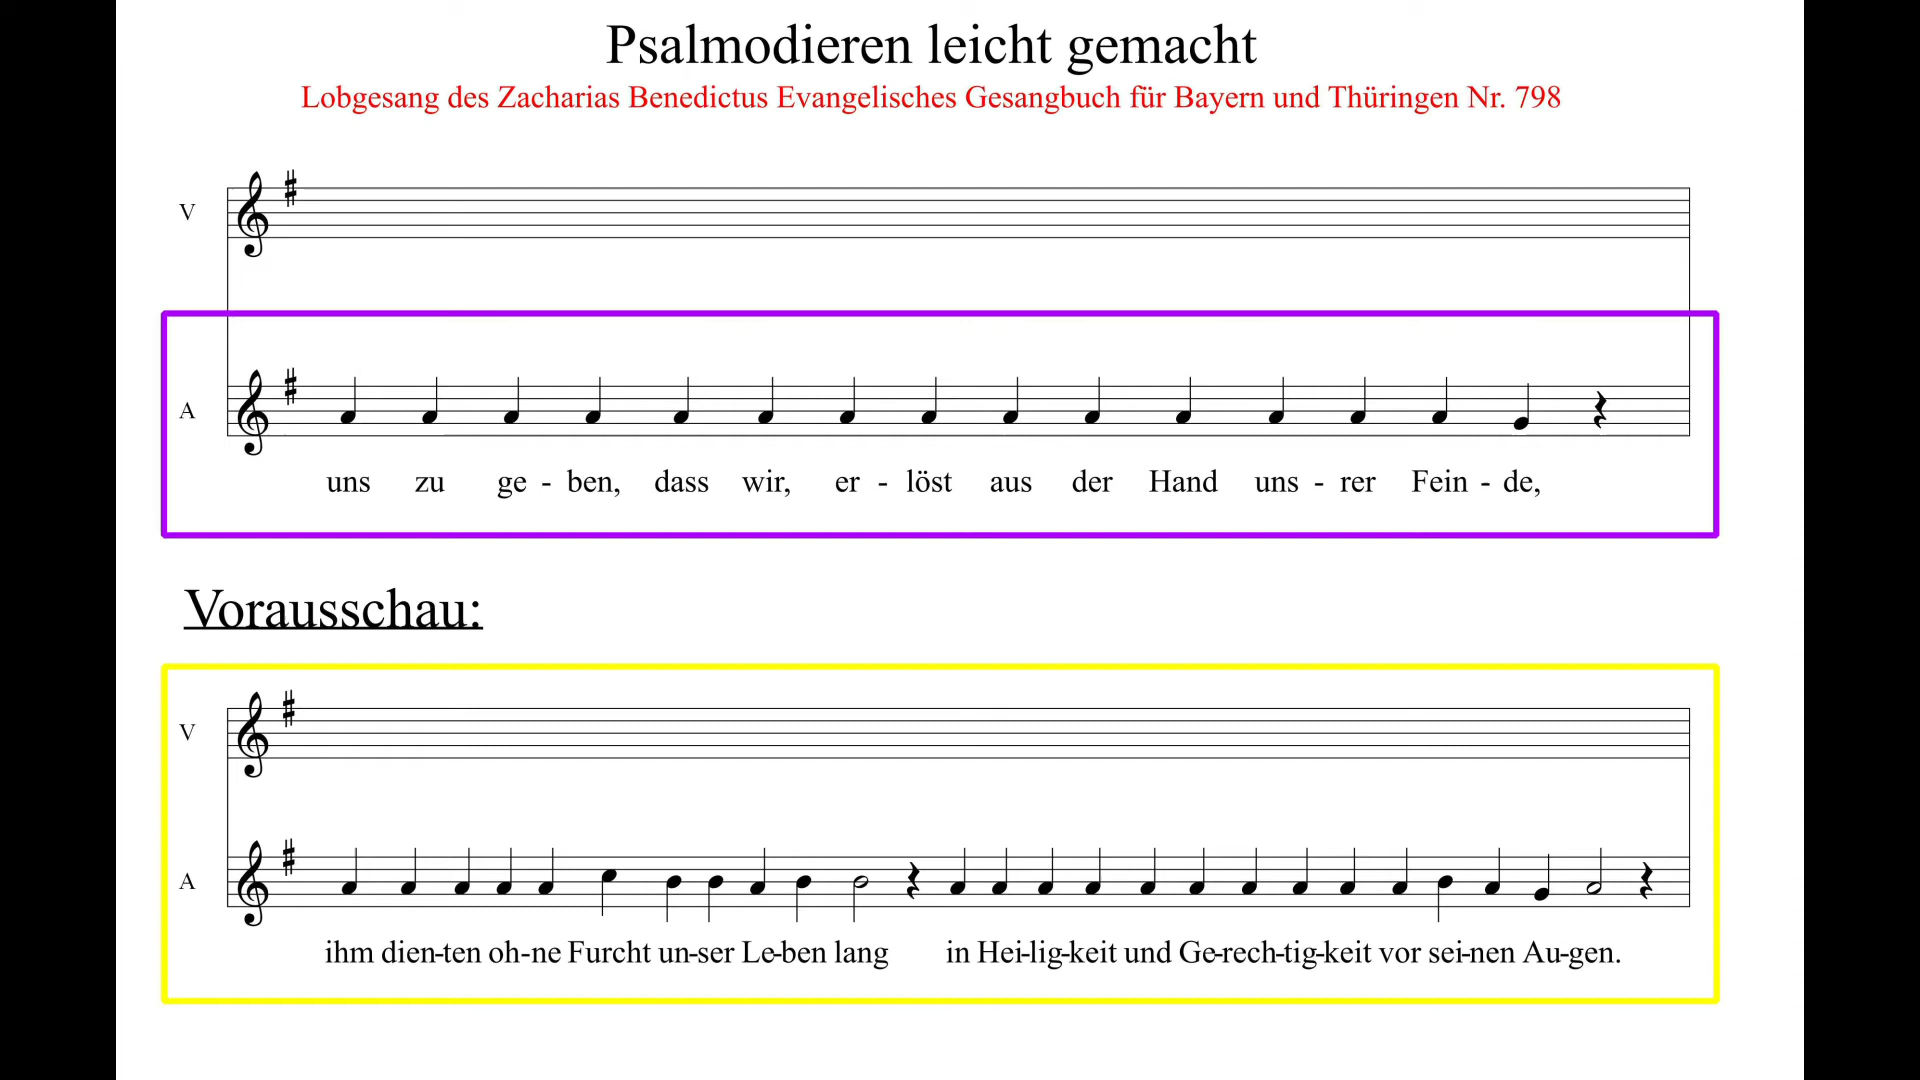 Psalmodieren leicht gemacht
Lobgesang des Zacharias Benedictus Evangelisches Gesangbuch für Bayern und Thüringen Nr. 798
V
A
uns zu ge - ben, dass wir, er - löst aus der Hand uns - rer Fein - de,
Vorausschau:
V
A
ihm dien-ten oh-ne Furcht un-ser Le-ben lang in Hei-lig-keit und Ge-rech-tig-keit vor sei-nen Au-gen.